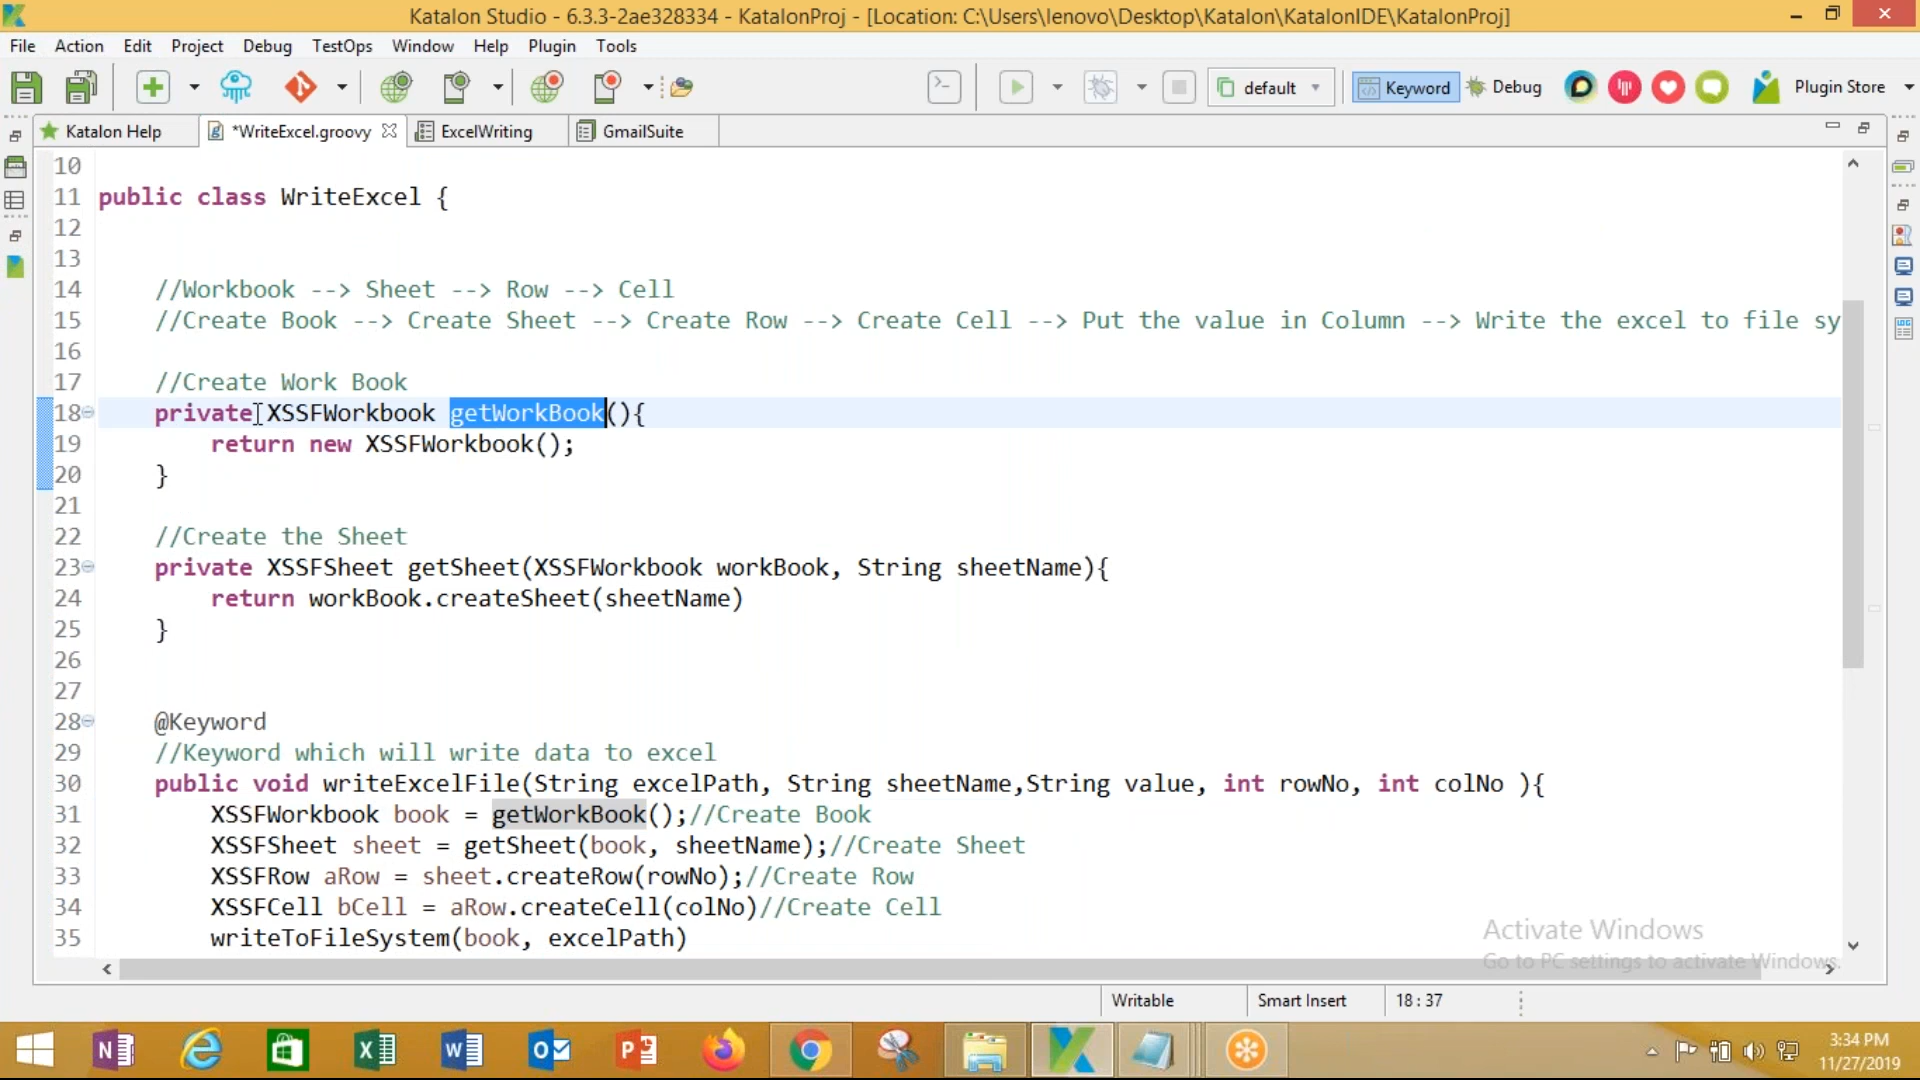 Katalon Studio - 6.3.3-2ae328334 - KatalonProj - [Location: C:\Users\lenovo\Desktop\Katalon\KatalonIDE\KatalonProj]
File Action Edit Project Debug TestOps Window Help Plugin Tools
default Keyword Debug Plugin Store
Katalon Help *WriteExcel.groovy ExcelWriting GmailSuite
10
11 public class WriteExcel {
12
13
14 //Workbook --> Sheet --> Row --> Cell
15 //Create Book --> Create Sheet --> Create Row --> Create Cell --> Put the value in Column --> Write the excel to file sy
16
17 //Create Work Book
18 private XSSFWorkbook getWorkBook(){
19 return new XSSFWorkbook();
20 }
21
22 //Create the Sheet
23 private XSSFSheet getSheet(XSSFWorkbook workBook, String sheetName){
24 return workBook.createSheet(sheetName)
25 }
26
27
28 @Keyword
29 //Keyword which will write data to excel
30 public void writeExcelFile(String excelPath, String sheetName,String value, int rowNo, int colNo ){
31 XSSFWorkbook book = getWorkBook();//Create Book
32 XSSFSheet sheet = getSheet(book, sheetName);//Create Sheet
33 XSSFRow aRow = sheet.createRow(rowNo);//Create Row
34 XSSFCell bCell = aRow.createCell(colNo)//Create Cell
35 writeToFileSystem(book, excelPath)
Activate Windows
Go to PC settings to activate Windows.
Writable Smart Insert 18 : 37
3:34 PM
11/27/2019